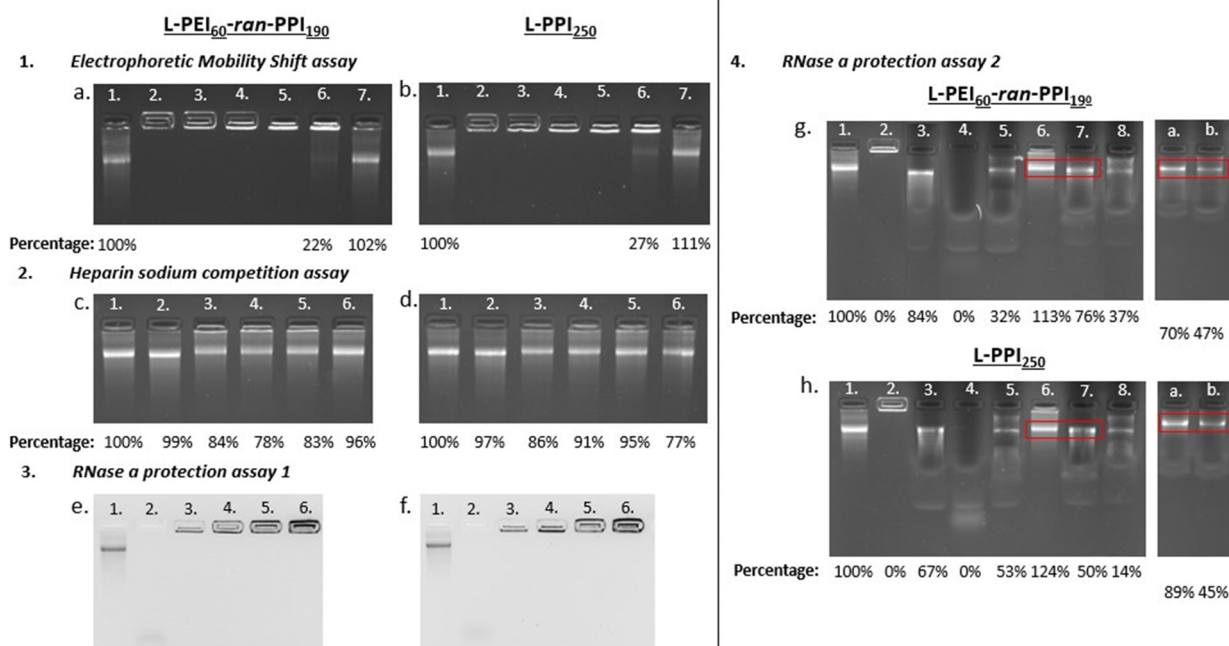 L-PEI60-ran-PPI190
L-PPI250
1. Electrophoretic Mobility Shift assay
a. 1. 2. 3. 4. 5. 6. 7.
b. 1. 2. 3. 4. 5. 6. 7.
Percentage: 100% 22% 102%
100% 27% 111%
2. Heparin sodium competition assay
c. 1. 2. 3. 4. 5. 6.
d. 1. 2. 3. 4. 5. 6.
Percentage: 100% 99% 84% 78% 83% 96%
100% 97% 86% 91% 95% 77%
3. RNase a protection assay 1
e. 1. 2. 3. 4. 5. 6.
f. 1. 2. 3. 4. 5. 6.
4. RNase a protection assay 2
L-PEI60-ran-PPI190
g. 1. 2. 3. 4. 5. 6. 7. 8.
a. b.
Percentage: 100% 0% 84% 0% 32% 113% 76% 37%
70% 47%
L-PPI250
h. 1. 2. 3. 4. 5. 6. 7. 8.
a. b.
Percentage: 100% 0% 67% 0% 53% 124% 50% 14%
89% 45%